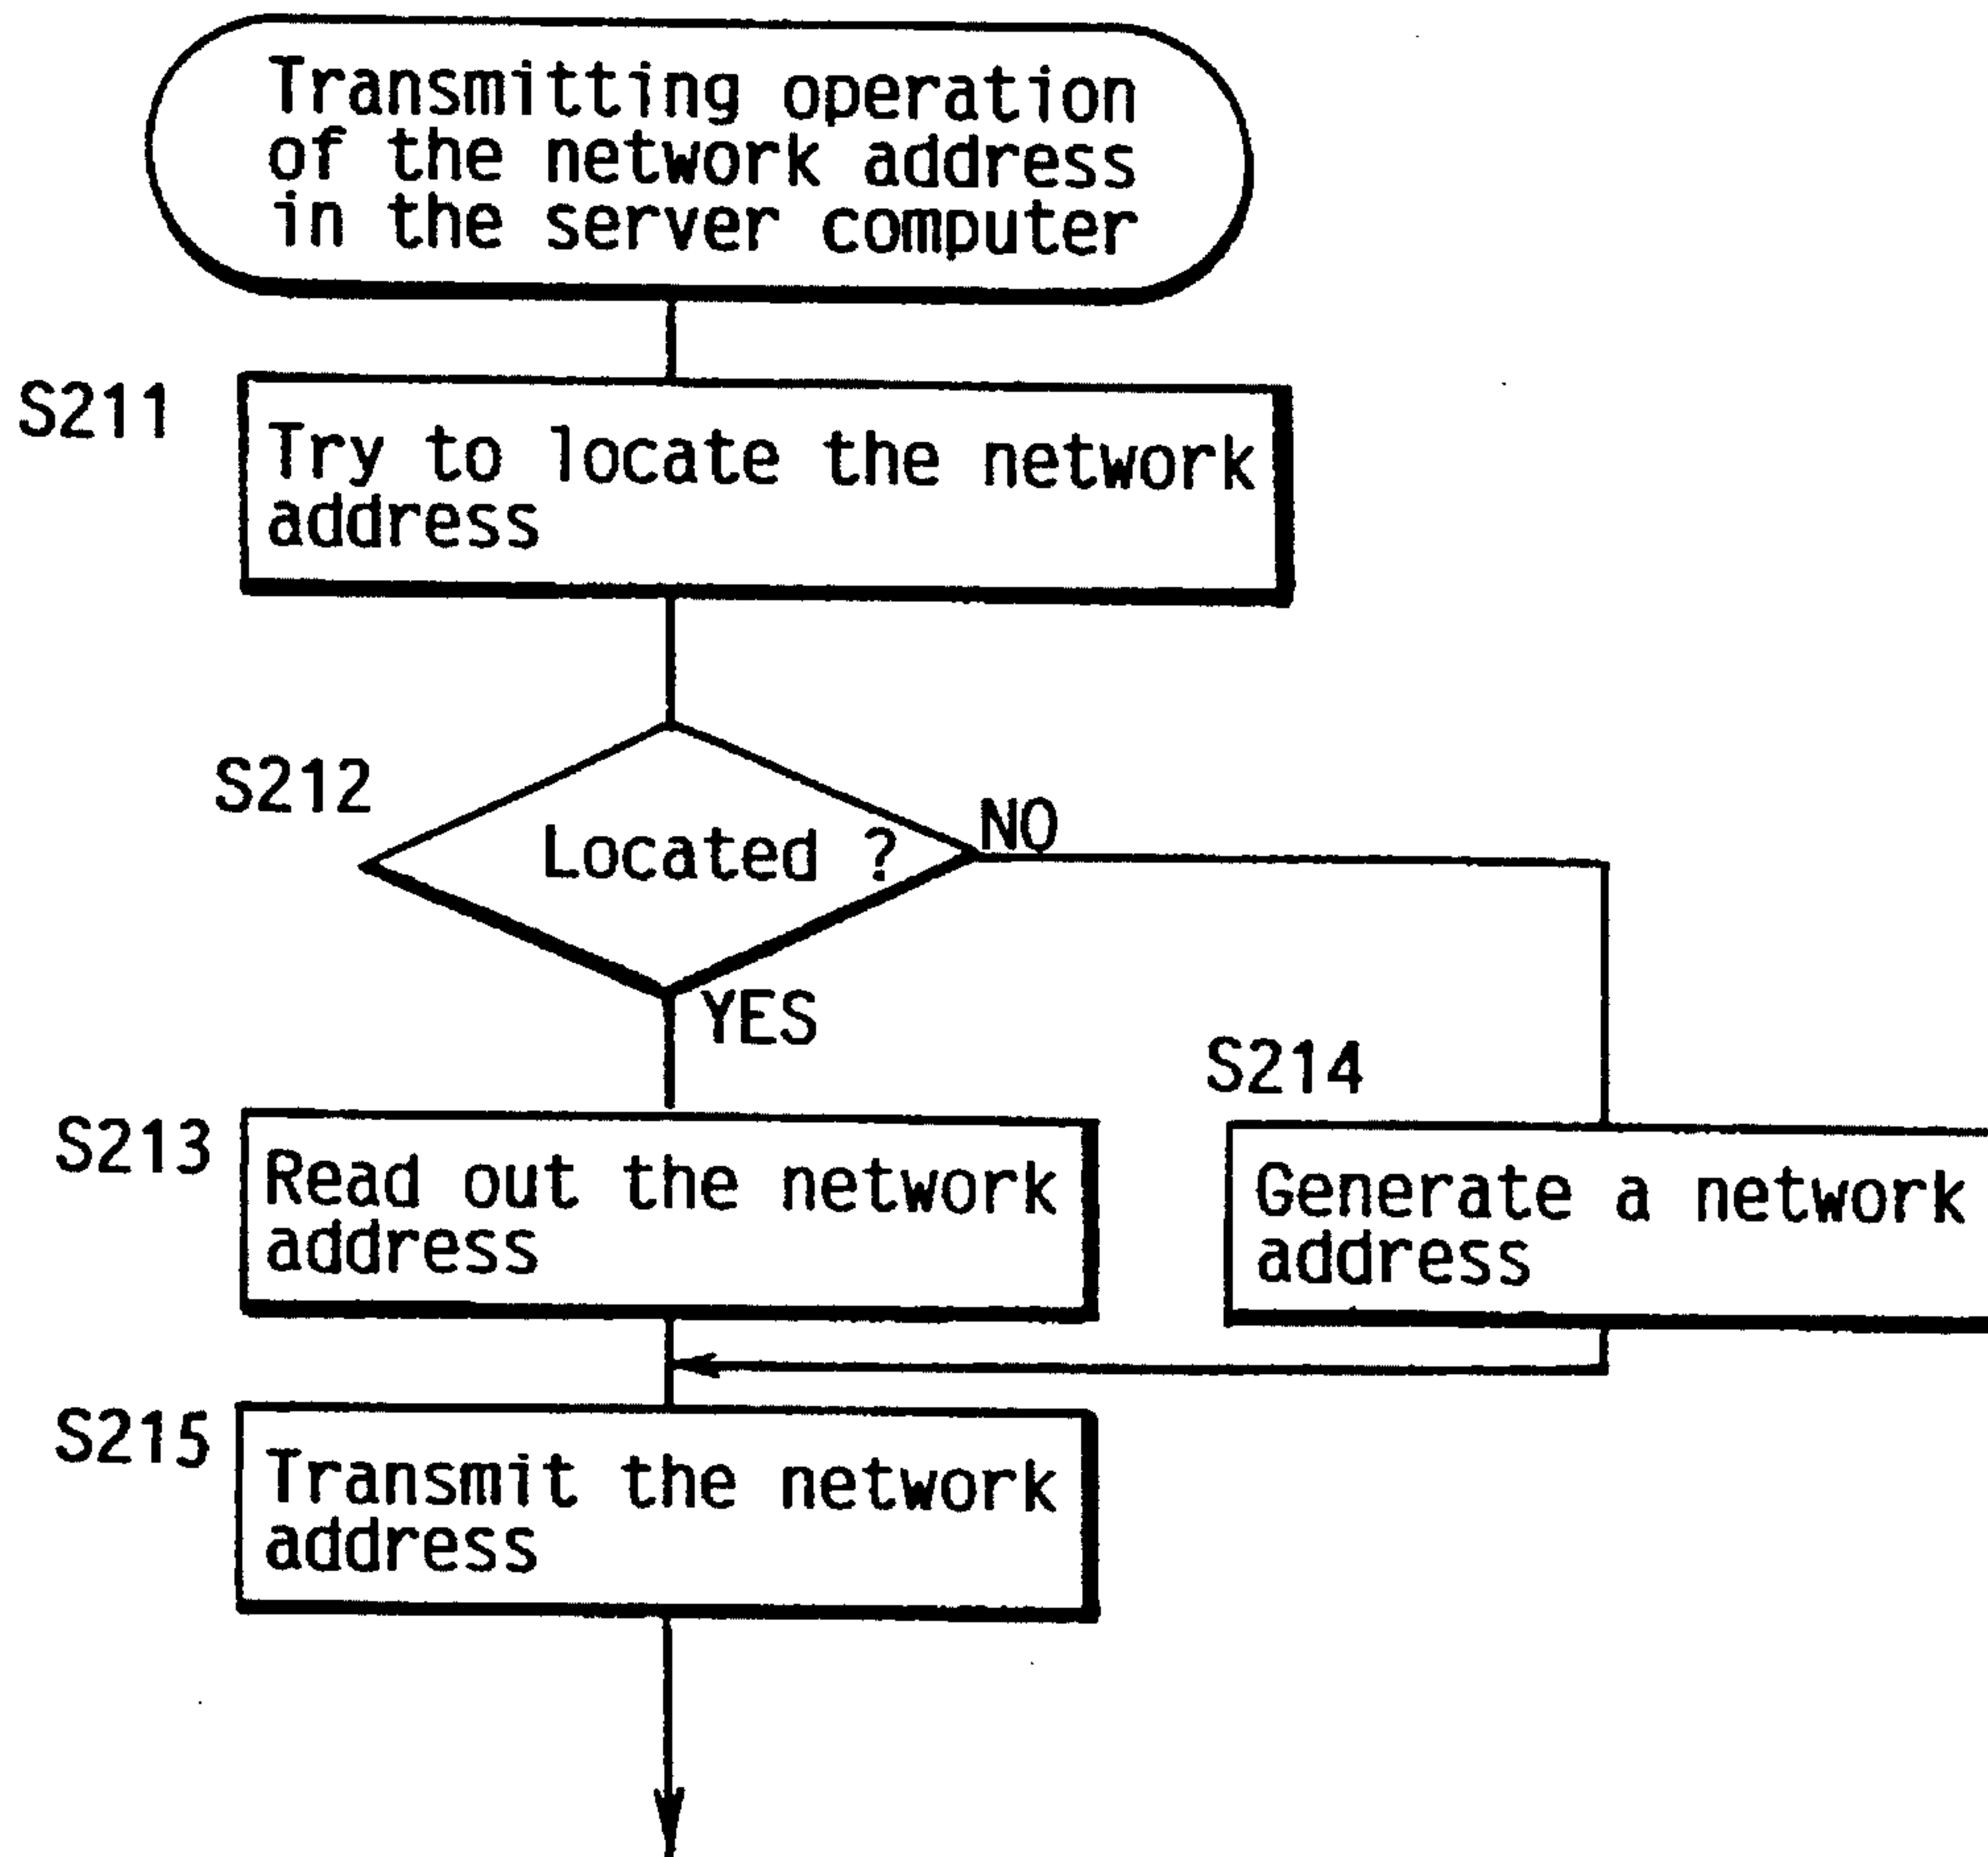 Transmitting operation
of the network address
in the server computer
S211
Try to locate the network
address
S212
Located ?
NO
YES
S213
Read out the network
address
S214
Generate a network
address
S215
Transmit the network
address